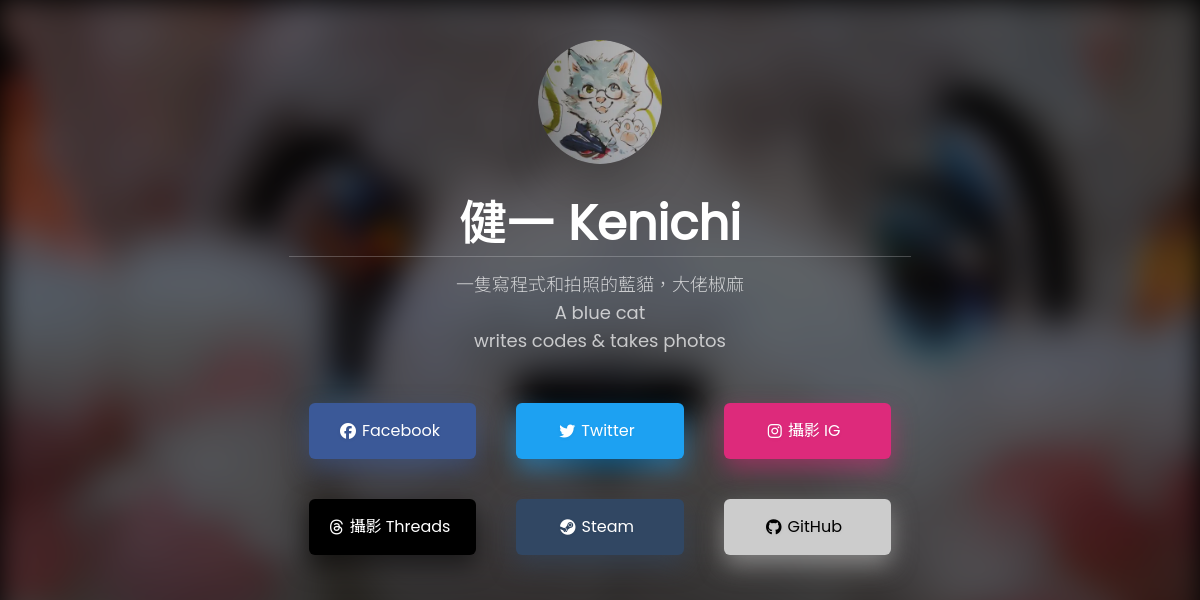 健一 Kenichi
一隻寫程式和拍照的藍貓，大佬椒麻
A blue cat
writes codes & takes photos
Facebook
Twitter
攝影 IG
攝影 Threads
Steam
GitHub